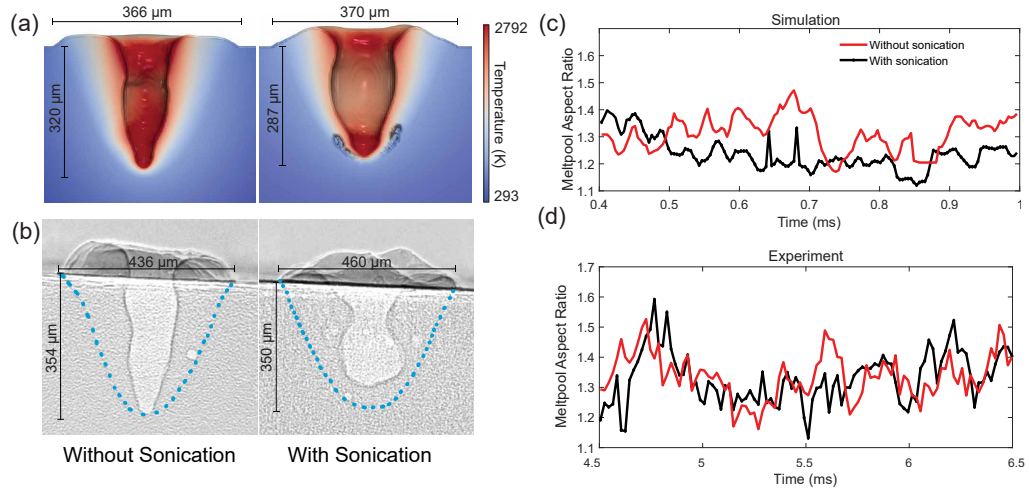 (a)
366 µm
370 µm
320 µm
287 µm
2792
Temperature (K)
293
(b)
436 µm
460 µm
354 µm
350 µm
Without Sonication
With Sonication
(c)
Simulation
Without sonication
With sonication
Meltpool Aspect Ratio
1.6
1.5
1.4
1.3
1.2
1.1
0.4
0.5
0.6
0.7
0.8
0.9
1
Time (ms)
(d)
Experiment
Meltpool Aspect Ratio
1.7
1.6
1.5
1.4
1.3
1.2
1.1
4.5
5
5.5
6
6.5
Time (ms)